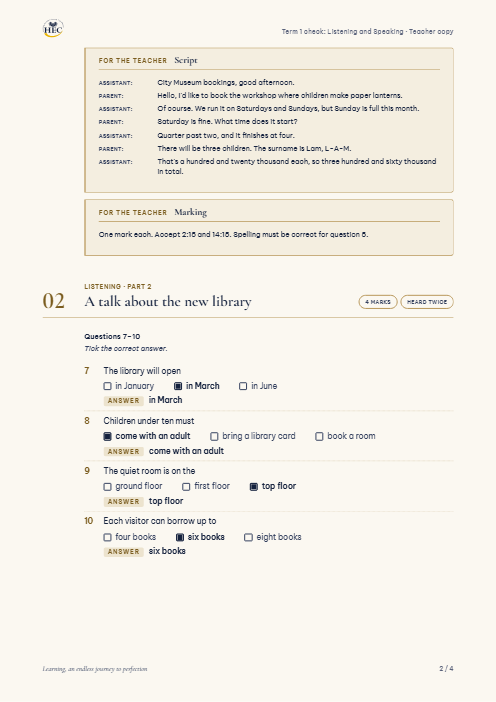 HEC
Term 1 check: Listening and Speaking · Teacher copy
FOR THE TEACHER Script
ASSISTANT: City Museum bookings, good afternoon.
PARENT: Hello, I'd like to book the workshop where children make paper lanterns.
ASSISTANT: Of course. We run it on Saturdays and Sundays, but Sunday is full this month.
PARENT: Saturday is fine. What time does it start?
ASSISTANT: Quarter past two, and it finishes at four.
PARENT: There will be three children. The surname is Lam, L-A-M.
ASSISTANT: That's a hundred and twenty thousand each, so three hundred and sixty thousand
in total.
FOR THE TEACHER Marking
One mark each. Accept 2:15 and 14:15. Spelling must be correct for question 5.
LISTENING · PART 2
02 A talk about the new library 4 MARKS HEARD TWICE
Questions 7–10
Tick the correct answer.
7 The library will open
in January in March in June
ANSWER in March
8 Children under ten must
come with an adult bring a library card book a room
ANSWER come with an adult
9 The quiet room is on the
ground floor first floor top floor
ANSWER top floor
10 Each visitor can borrow up to
four books six books eight books
ANSWER six books
Learning, an endless journey to perfection
2 / 4